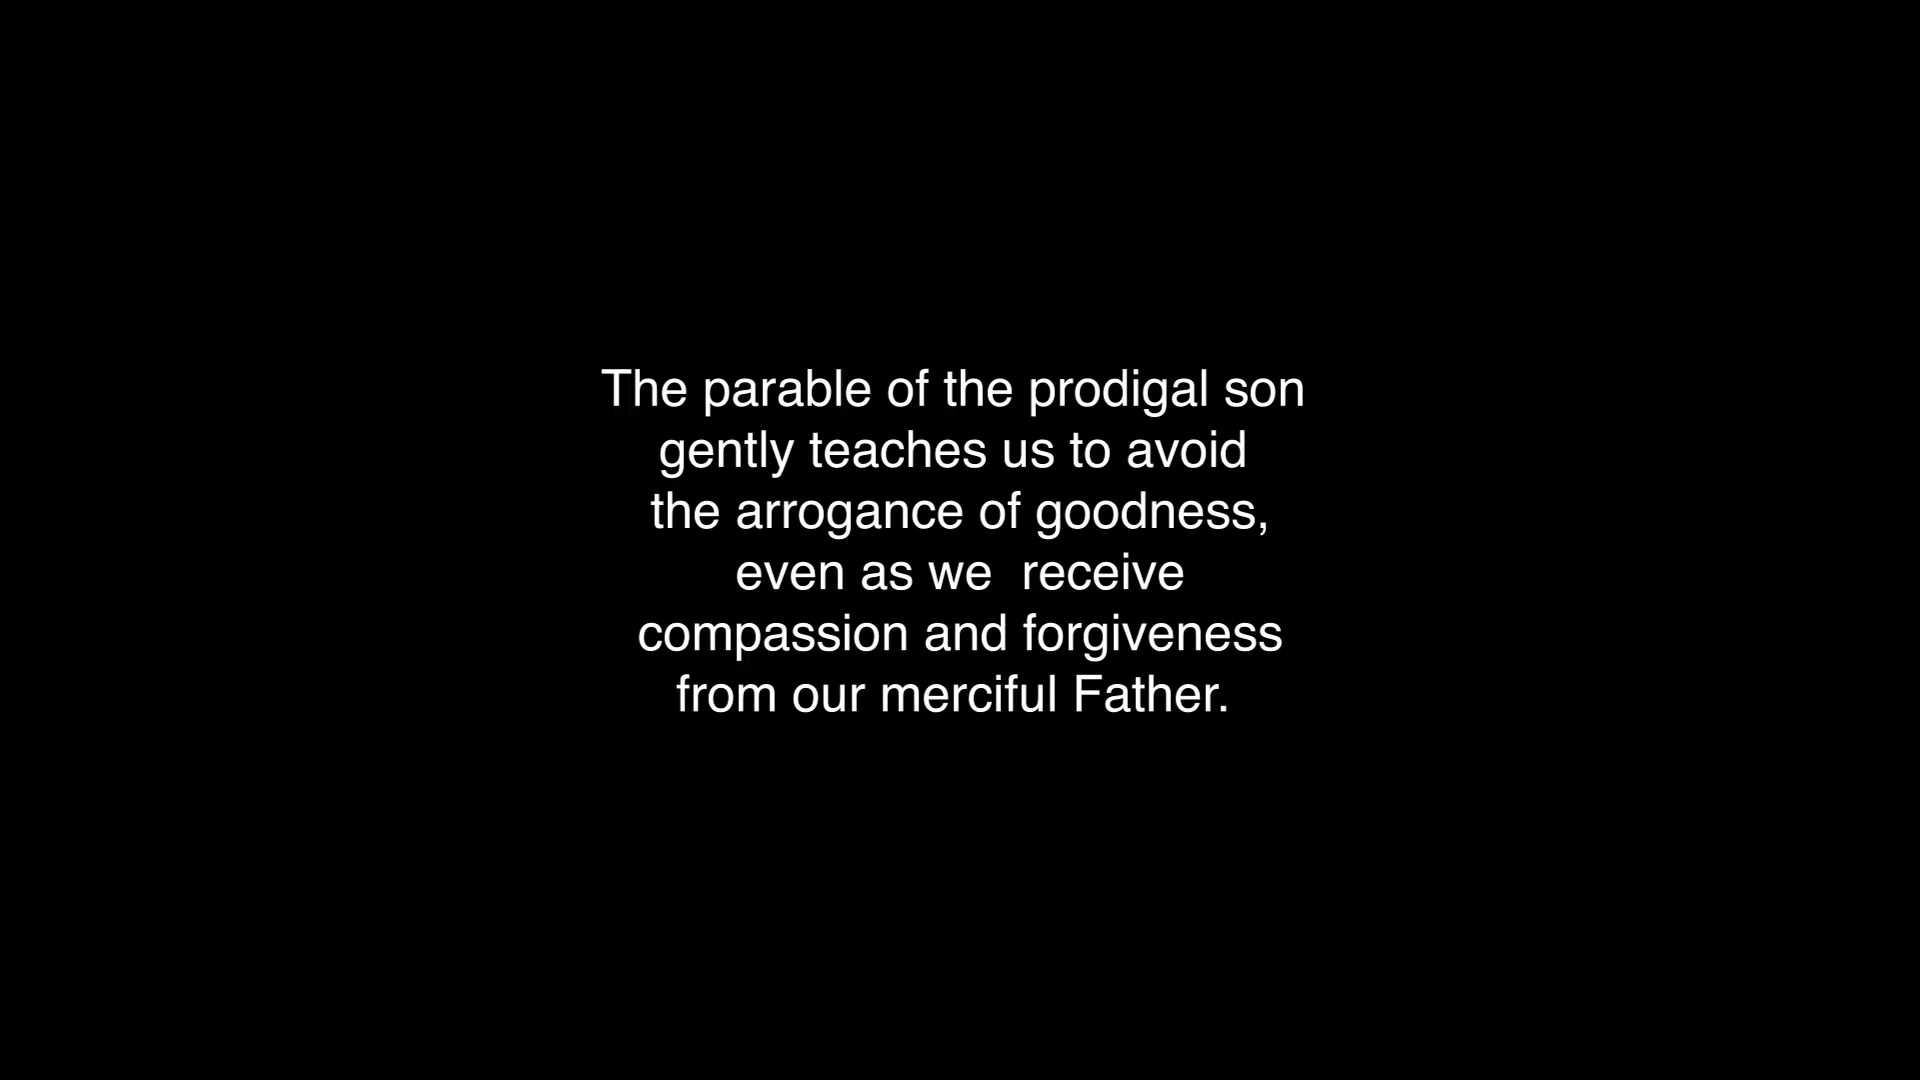 The parable of the prodigal son
gently teaches us to avoid
the arrogance of goodness,
even as we  receive
compassion and forgiveness
from our merciful Father.